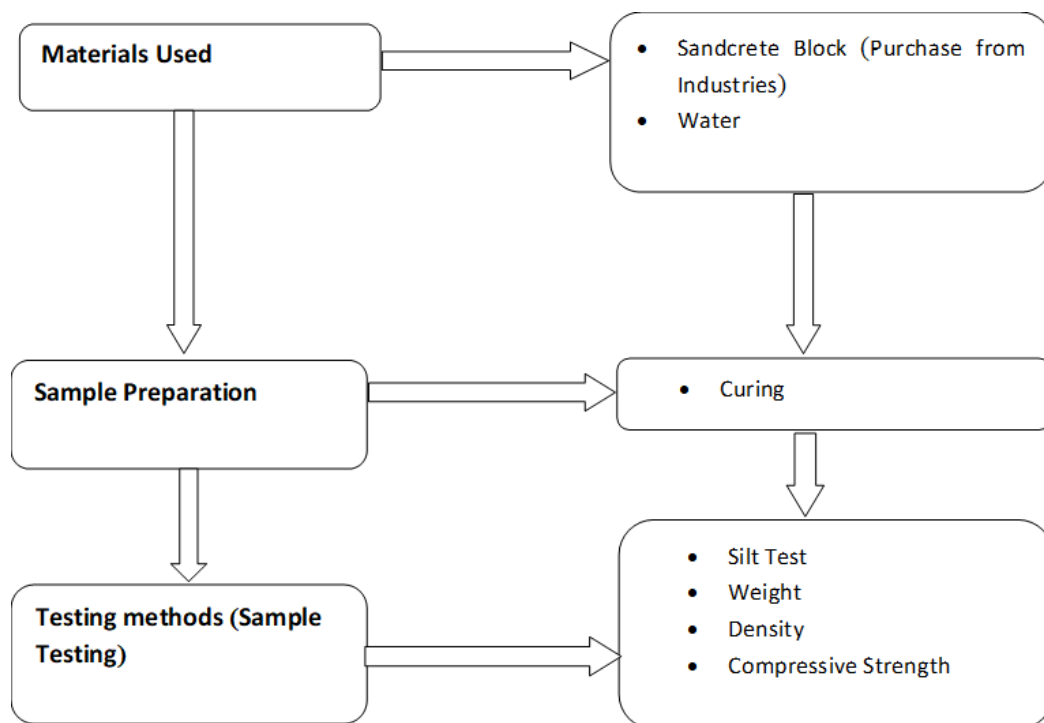 Materials Used
• Sandcrete Block (Purchase from
Industries)
• Water
Sample Preparation
• Curing
Testing methods (Sample
Testing)
• Silt Test
• Weight
• Density
• Compressive Strength